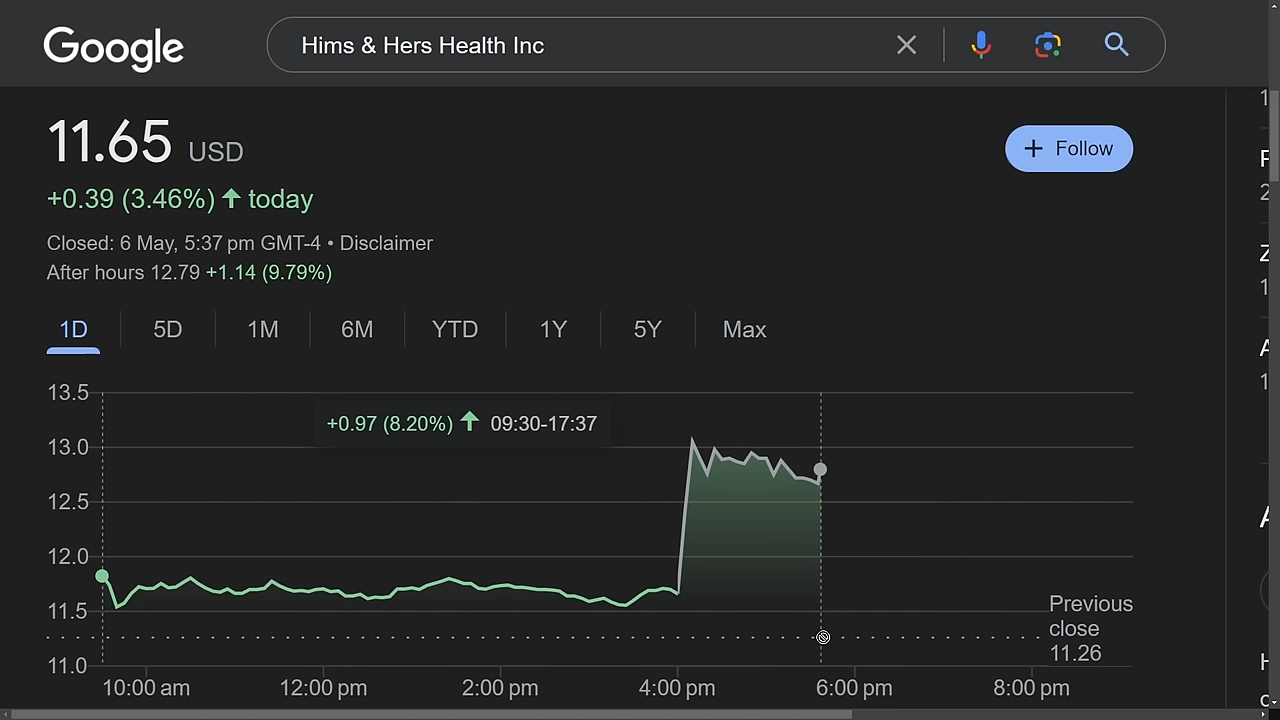 Google
Hims & Hers Health Inc
11.65 USD
+ Follow
+0.39 (3.46%) ↑ today
Closed: 6 May, 5:37 pm GMT-4 • Disclaimer
After hours 12.79 +1.14 (9.79%)
1D 5D 1M 6M YTD 1Y 5Y Max
+0.97 (8.20%) ↑ 09:30-17:37
13.5
13.0
12.5
12.0
11.5
11.0
Previous
close
11.26
10:00 am 12:00 pm 2:00 pm 4:00 pm 6:00 pm 8:00 pm